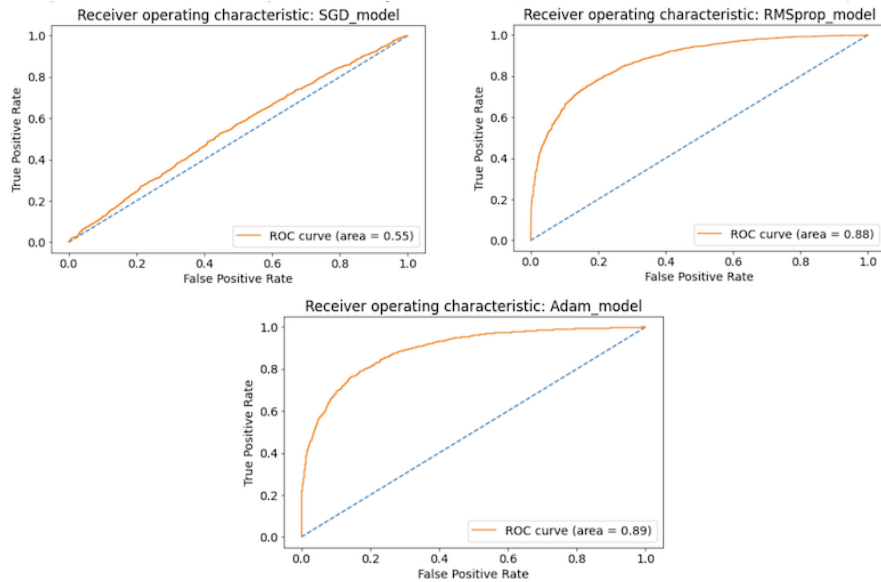 Receiver operating characteristic: SGD_model
1.0
0.8
0.6
0.4
0.2
0.0
True Positive Rate
ROC curve (area = 0.55)
0.0 0.2 0.4 0.6 0.8 1.0
False Positive Rate
Receiver operating characteristic: RMSprop_model
1.0
0.8
0.6
0.4
0.2
0.0
True Positive Rate
ROC curve (area = 0.88)
0.0 0.2 0.4 0.6 0.8 1.0
False Positive Rate
Receiver operating characteristic: Adam_model
1.0
0.8
0.6
0.4
0.2
0.0
True Positive Rate
ROC curve (area = 0.89)
0.0 0.2 0.4 0.6 0.8 1.0
False Positive Rate